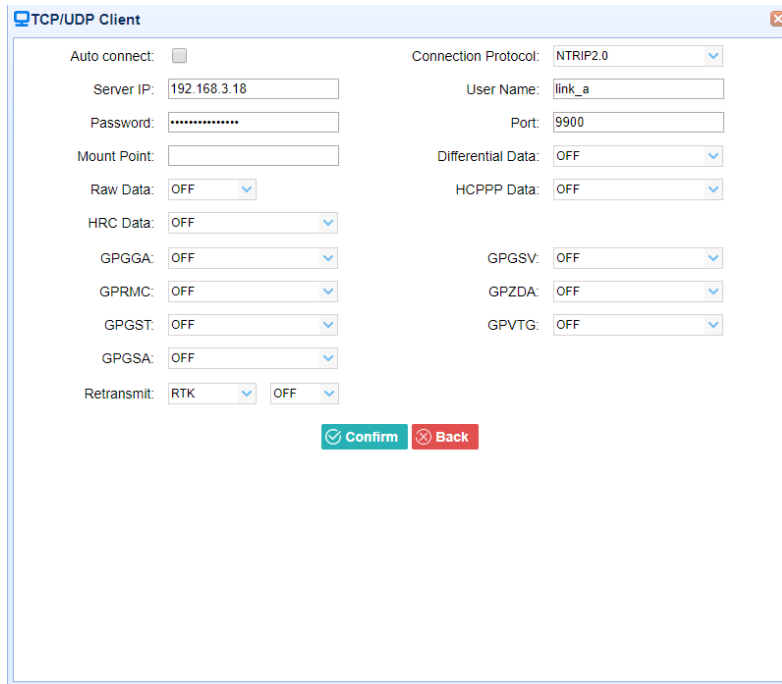 TCP/UDP Client
Auto connect: Connection Protocol: NTRIP2.0
Server IP: 192.168.3.18 User Name: link_a
Password: ••••••••••••••• Port: 9900
Mount Point: Differential Data: OFF
Raw Data: OFF HCPPP Data: OFF
HRC Data: OFF
GPGGA: OFF GPGSV: OFF
GPRMC: OFF GPZDA: OFF
GPGST: OFF GPVTG: OFF
GPGSA: OFF
Retransmit: RTK OFF
Confirm Back